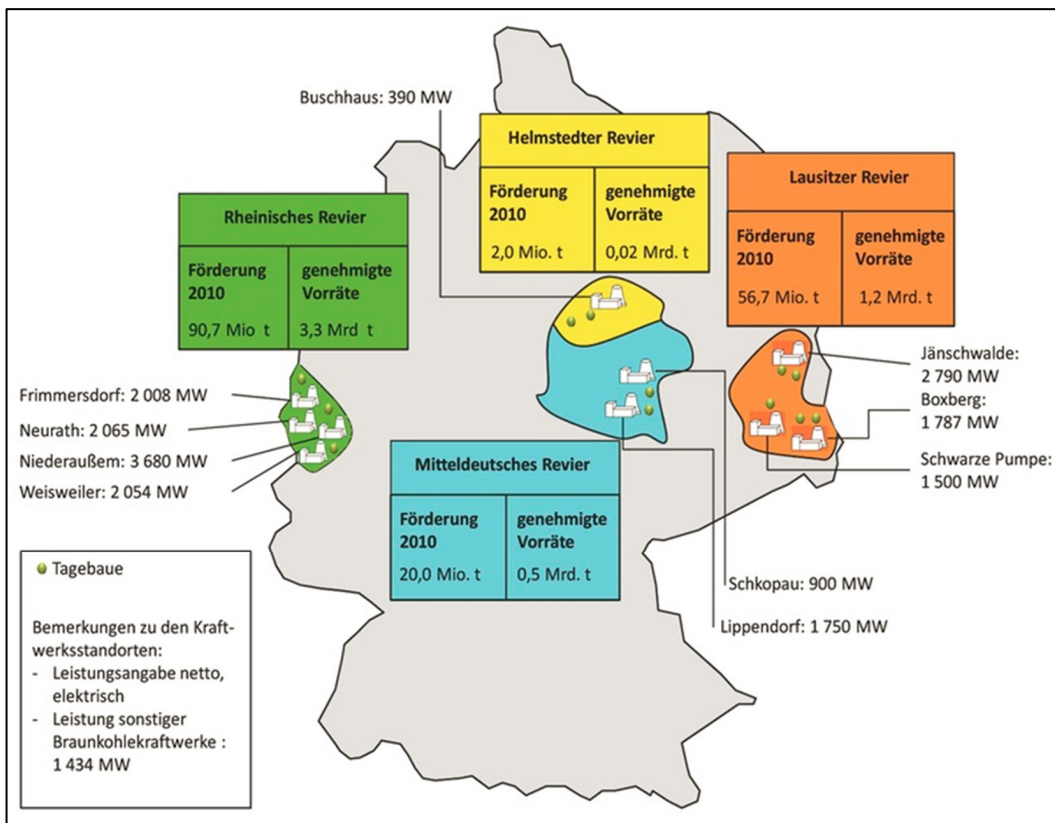 Buschhaus: 390 MW
Helmstedter Revier
Förderung
2010
2,0 Mio. t
genehmigte
Vorräte
0,02 Mrd. t
Lausitzer Revier
Förderung
2010
56,7 Mio. t
genehmigte
Vorräte
1,2 Mrd. t
Rheinisches Revier
Förderung
2010
90,7 Mio t
genehmigte
Vorräte
3,3 Mrd t
Frimmersdorf: 2 008 MW
Neurath: 2 065 MW
Niederaußem: 3 680 MW
Weisweiler: 2 054 MW
Jänschwalde:
2 790 MW
Boxberg:
1 787 MW
Schwarze Pumpe:
1 500 MW
Mitteldeutsches Revier
Förderung
2010
20,0 Mio. t
genehmigte
Vorräte
0,5 Mrd. t
Schkopau: 900 MW
Lippendorf: 1 750 MW
Tagebaue
Bemerkungen zu den Kraft-
werksstandorten:
- Leistungsangabe netto,
elektrisch
- Leistung sonstiger
Braunkohlekraftwerke :
1 434 MW